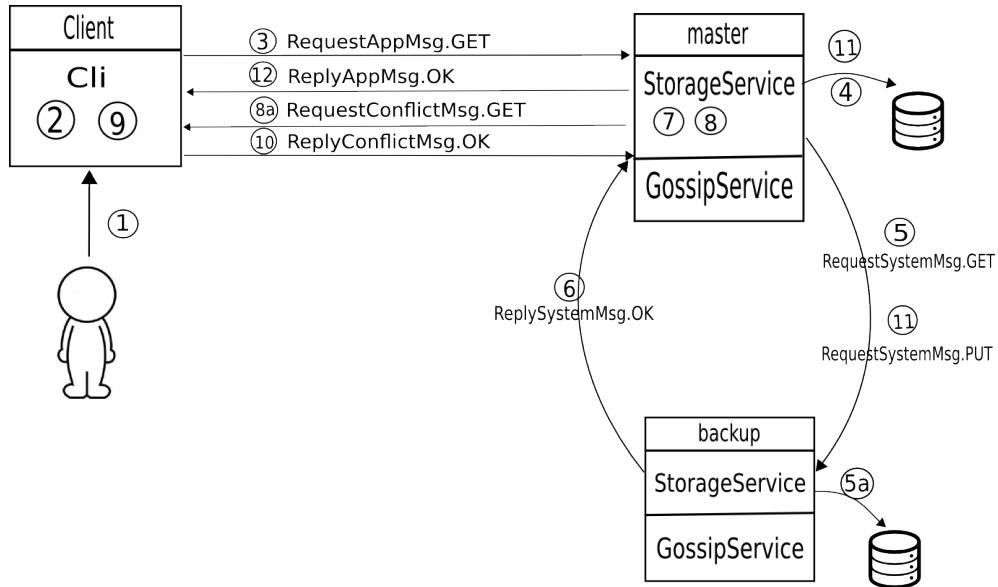 Client
Cli
2 9
1
3 RequestAppMsg.GET
12 ReplyAppMsg.OK
8a RequestConflictMsg.GET
10 ReplyConflictMsg.OK
master
StorageService
7 8
GossipService
11
4
5
RequestSystemMsg.GET
6
ReplySystemMsg.OK
11
RequestSystemMsg.PUT
backup
StorageService
5a
GossipService